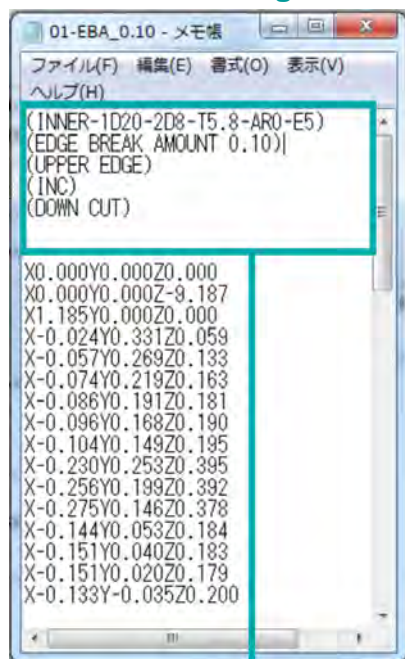 01-EBA_0.10 - メモ帳
ファイル(F) 編集(E) 書式(O) 表示(V)
ヘルプ(H)
(INNER-1D20-2D8-T5.8-AR0-E5)
(EDGE BREAK AMOUNT 0.10)
(UPPER EDGE)
(INC)
(DOWN CUT)
X0.000Y0.000Z0.000
X0.000Y0.000Z-9.187
X1.185Y0.000Z0.000
X-0.024Y0.331Z0.059
X-0.057Y0.269Z0.133
X-0.074Y0.219Z0.163
X-0.086Y0.191Z0.181
X-0.096Y0.168Z0.190
X-0.104Y0.149Z0.195
X-0.230Y0.253Z0.395
X-0.256Y0.199Z0.392
X-0.275Y0.146Z0.378
X-0.144Y0.053Z0.184
X-0.151Y0.040Z0.183
X-0.151Y0.020Z0.179
X-0.133Y-0.035Z0.200